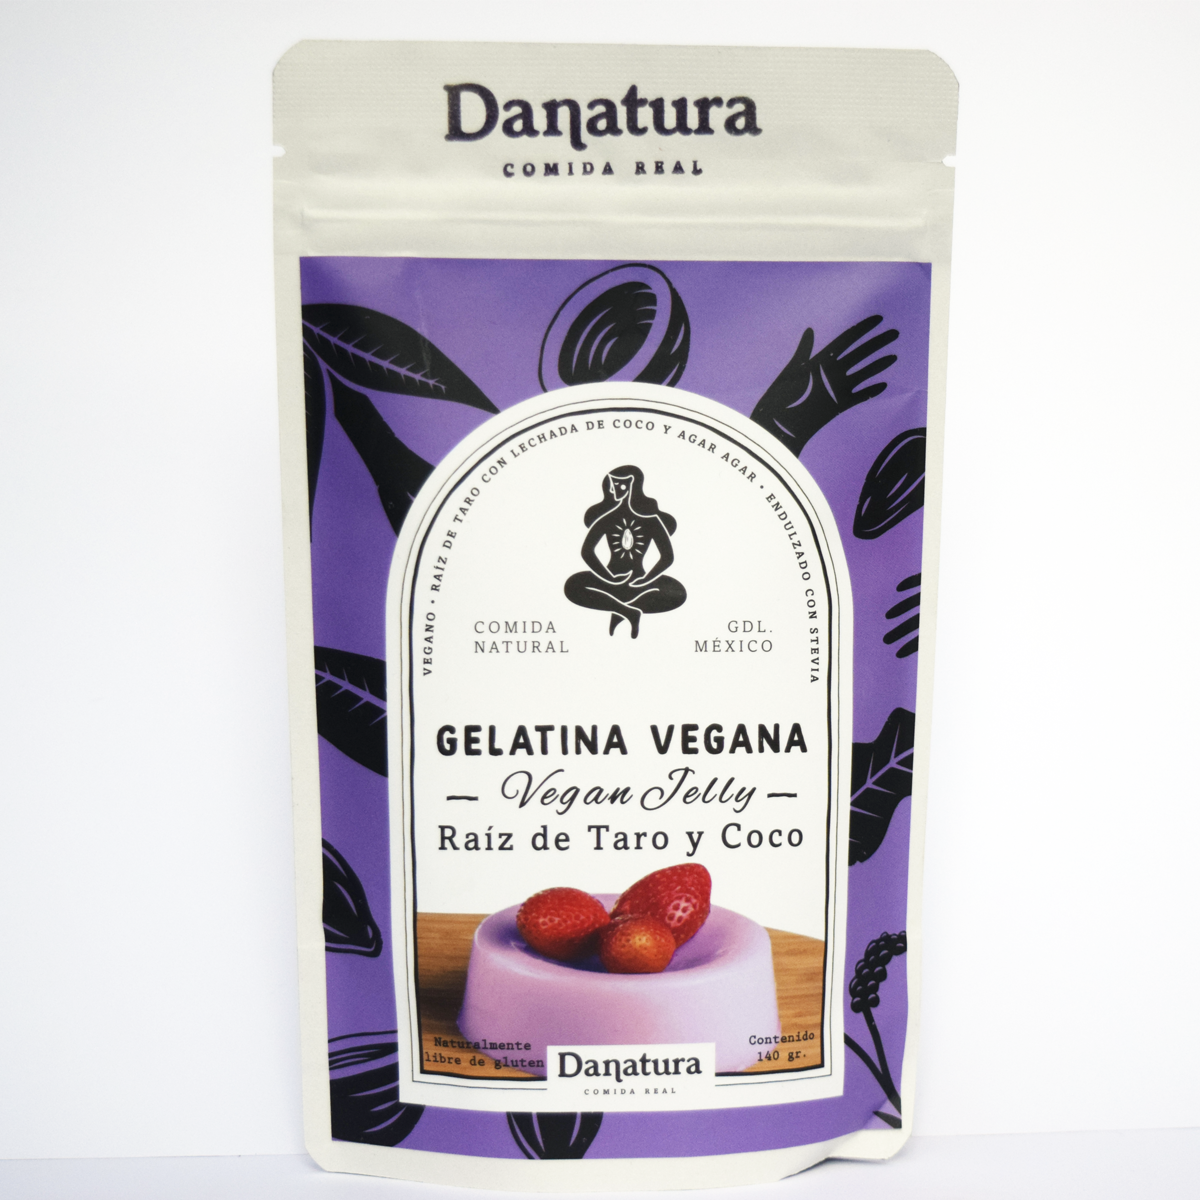 Danatura
COMIDA REAL
VEGANO • RAÍZ DE TARO CON LECHADA DE COCO Y AGAR AGAR • ENDULZADO CON STEVIA
COMIDA
NATURAL
GDL.
MÉXICO
GELATINA VEGANA
— Vegan Jelly —
Raíz de Taro y Coco
Naturalmente
libre de gluten
Contenido
140 gr.
Danatura
COMIDA REAL